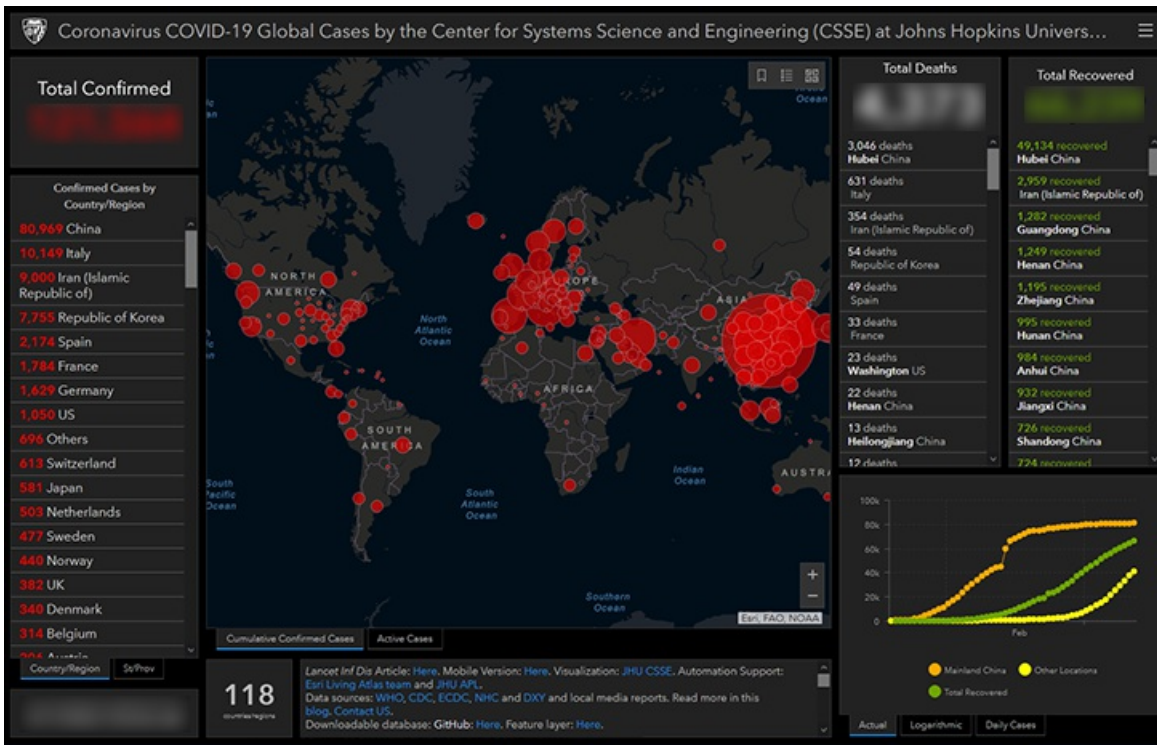 Coronavirus COVID-19 Global Cases by the Center for Systems Science and Engineering (CSSE) at Johns Hopkins Univers...
Total Confirmed
Confirmed Cases by
Country/Region
80,969 China
10,149 Italy
9,000 Iran (Islamic
Republic of)
7,755 Republic of Korea
2,174 Spain
1,784 France
1,629 Germany
1,050 US
696 Others
613 Switzerland
581 Japan
503 Netherlands
477 Sweden
440 Norway
382 UK
340 Denmark
314 Belgium
Country/Region
St/Prov
Ocean
NORTH
AMERICA
North
Atlantic
Ocean
EUROPE
ASIA
AFRICA
SOUTH
AMERICA
South
Pacific
Ocean
South
Atlantic
Ocean
Indian
Ocean
AUSTRA
Southern
Ocean
+
−
Esri, FAO, NOAA
Cumulative Confirmed Cases
Active Cases
118
countries/regions
Lancet Inf Dis Article: Here. Mobile Version: Here. Visualization: JHU CSSE. Automation Support:
Esri Living Atlas team and JHU APL.
Data sources: WHO, CDC, ECDC, NHC and DXY and local media reports. Read more in this
blog. Contact US.
Downloadable database: GitHub: Here. Feature layer: Here.
Total Deaths
3,046 deaths
Hubei China
631 deaths
Italy
354 deaths
Iran (Islamic Republic of)
54 deaths
Republic of Korea
49 deaths
Spain
33 deaths
France
23 deaths
Washington US
22 deaths
Henan China
13 deaths
Heilongjiang China
12 deaths
Total Recovered
49,134 recovered
Hubei China
2,959 recovered
Iran (Islamic Republic of)
1,282 recovered
Guangdong China
1,249 recovered
Henan China
1,195 recovered
Zhejiang China
995 recovered
Hunan China
984 recovered
Anhui China
932 recovered
Jiangxi China
726 recovered
Shandong China
724 recovered
100k
80k
60k
40k
20k
0
Feb
Mainland China
Other Locations
Total Recovered
Actual
Logarithmic
Daily Cases